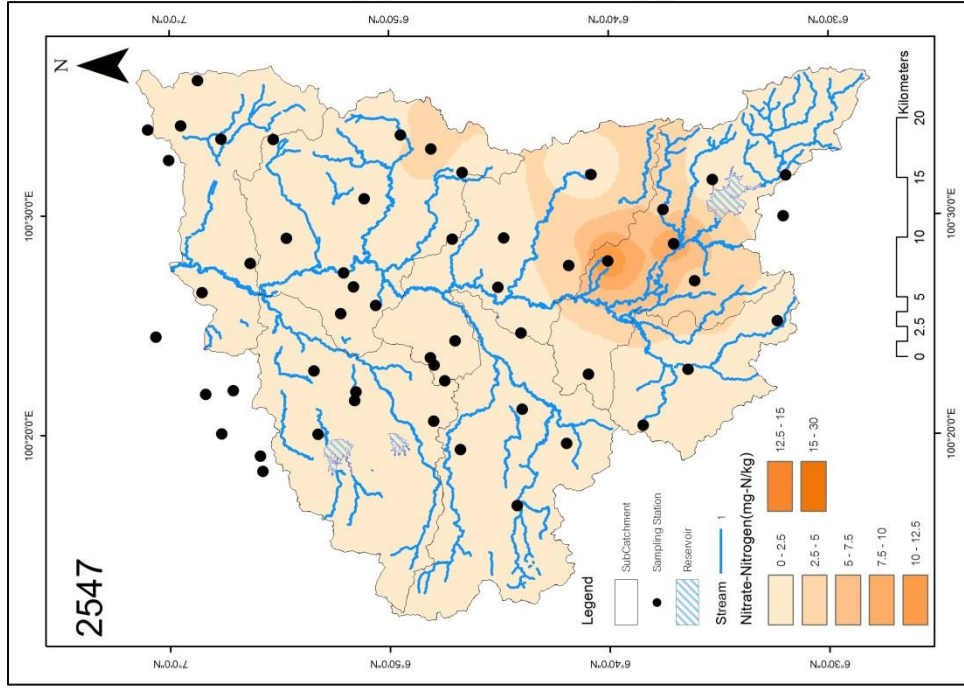 2547
N
100°20'0"E
100°30'0"E
7°0'0"N
7°0'0"N
6°50'0"N
6°50'0"N
6°40'0"N
6°40'0"N
6°30'0"N
6°30'0"N
100°20'0"E
100°30'0"E
Legend
SubCatchment
Sampling Station
Reservoir
Stream 1
Nitrate-Nitrogen(mg-N/kg)
0 - 2.5
2.5 - 5
5 - 7.5
7.5 - 10
10 - 12.5
12.5 - 15
15 - 30
0 2.5 5 10 15 20
Kilometers